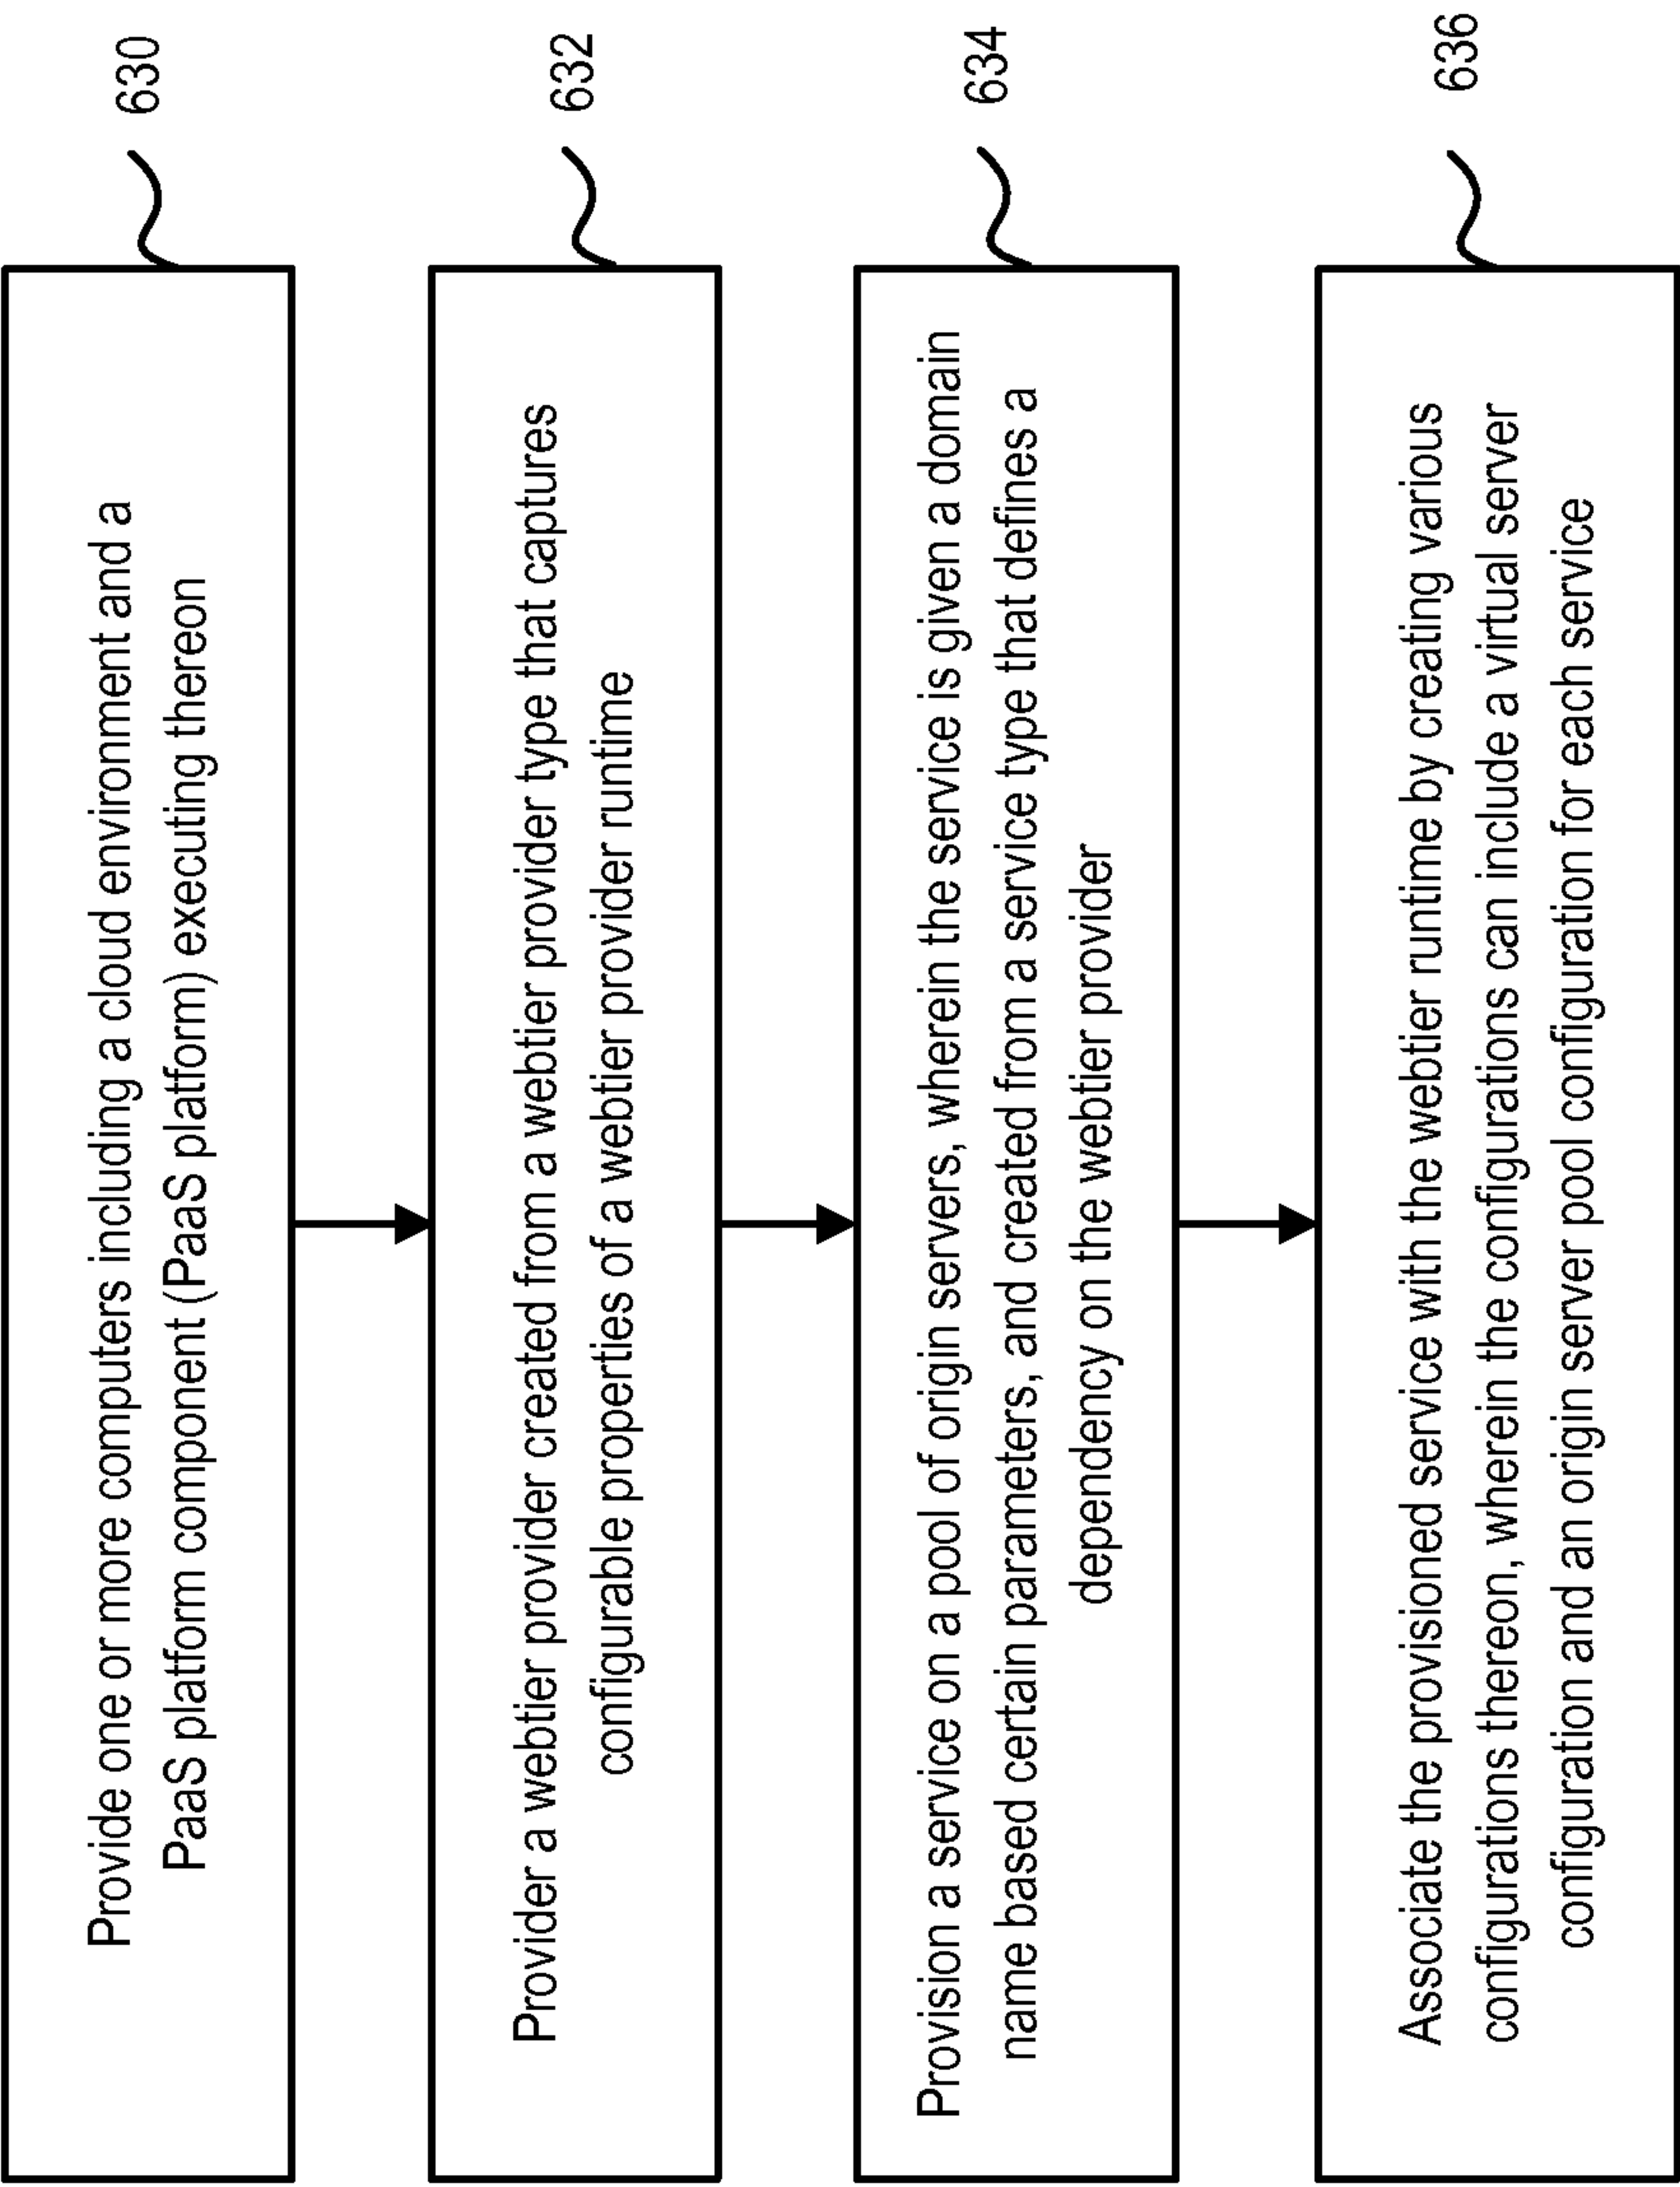 Provide one or more computers including a cloud environment and a
PaaS platform component (PaaS platform) executing thereon
630
Provider a webtier provider created from a webtier provider type that captures
configurable properties of a webtier provider runtime
632
Provision a service on a pool of origin servers, wherein the service is given a domain
name based certain parameters, and created from a service type that defines a
dependency on the webtier provider
634
Associate the provisioned service with the webtier runtime by creating various
configurations thereon, wherein the configurations can include a virtual server
configuration and an origin server pool configuration for each service
636